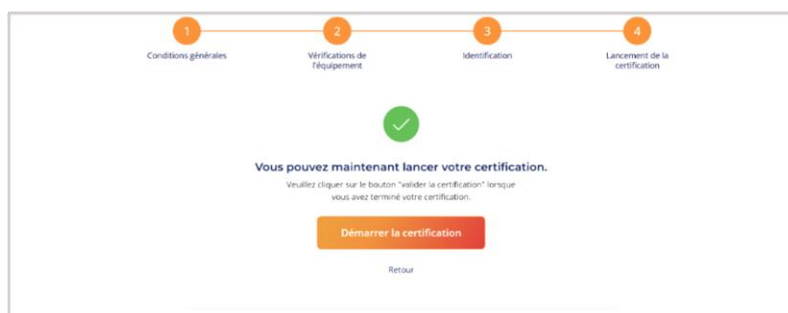 1
2
3
4
Conditions générales
Vérifications de
l'équipement
Identification
Lancement de la
certification
Vous pouvez maintenant lancer votre certification.
Veuillez cliquer sur le bouton "valider la certification" lorsque
vous avez terminé votre certification.
Démarrer la certification
Retour